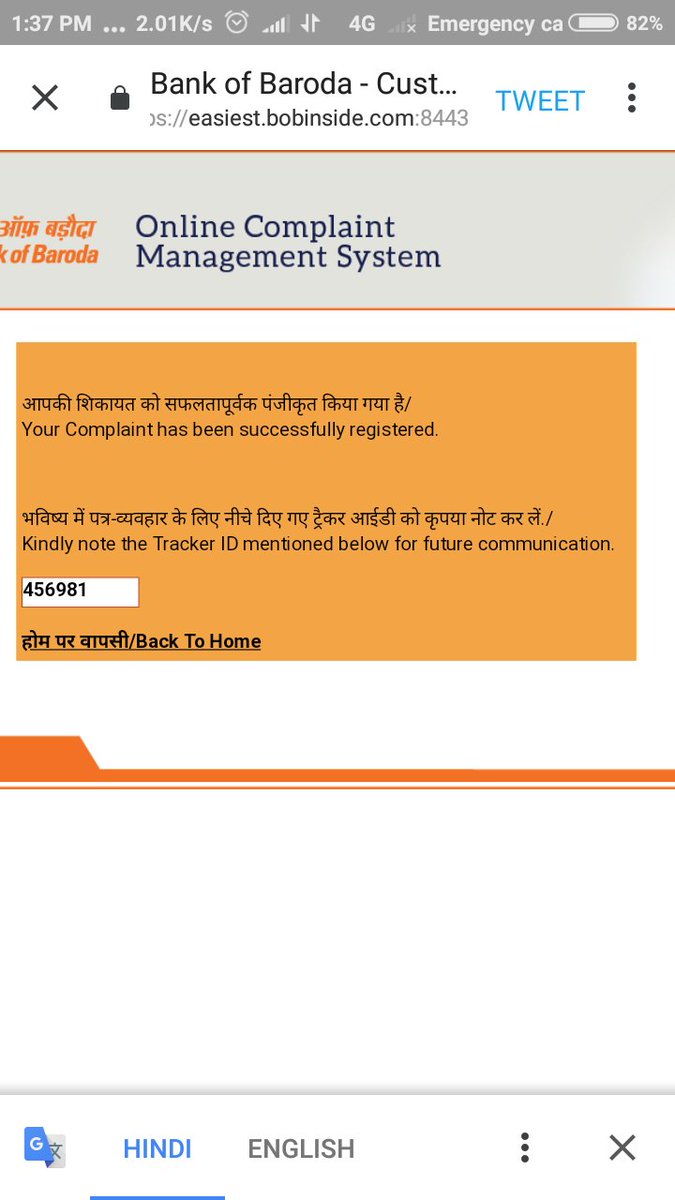 1:37 PM ... 2.01K/s 4G Emergency ca 82%
Bank of Baroda - Cust...
ps://easiest.bobinside.com:8443
TWEET
ऑफ़ बड़ौदा
k of Baroda
Online Complaint
Management System
आपकी शिकायत को सफलतापूर्वक पंजीकृत किया गया है/
Your Complaint has been successfully registered.
भविष्य में पत्र-व्यवहार के लिए नीचे दिए गए ट्रैकर आईडी को कृपया नोट कर लें./
Kindly note the Tracker ID mentioned below for future communication.
456981
होम पर वापसी/Back To Home
HINDI ENGLISH